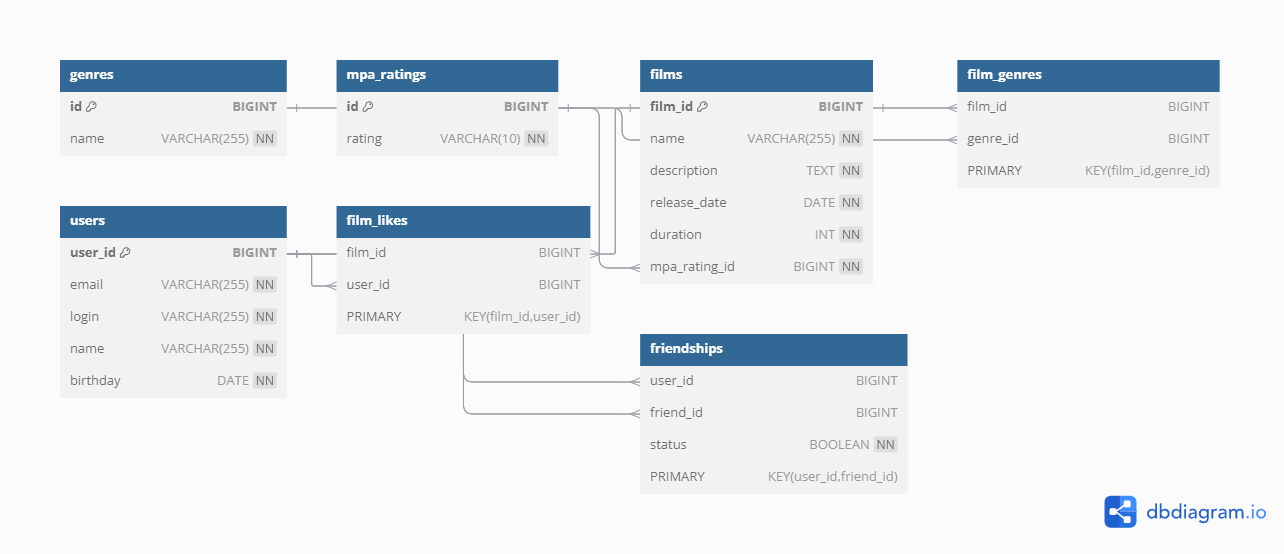 genres
id BIGINT
name VARCHAR(255) NN
mpa_ratings
id BIGINT
rating VARCHAR(10) NN
films
film_id BIGINT
name VARCHAR(255) NN
description TEXT NN
release_date DATE NN
duration INT NN
mpa_rating_id BIGINT NN
film_genres
film_id BIGINT
genre_id BIGINT
PRIMARY KEY(film_id,genre_id)
users
user_id BIGINT
email VARCHAR(255) NN
login VARCHAR(255) NN
name VARCHAR(255) NN
birthday DATE NN
film_likes
film_id BIGINT
user_id BIGINT
PRIMARY KEY(film_id,user_id)
friendships
user_id BIGINT
friend_id BIGINT
status BOOLEAN NN
PRIMARY KEY(user_id,friend_id)
dbdiagram.io